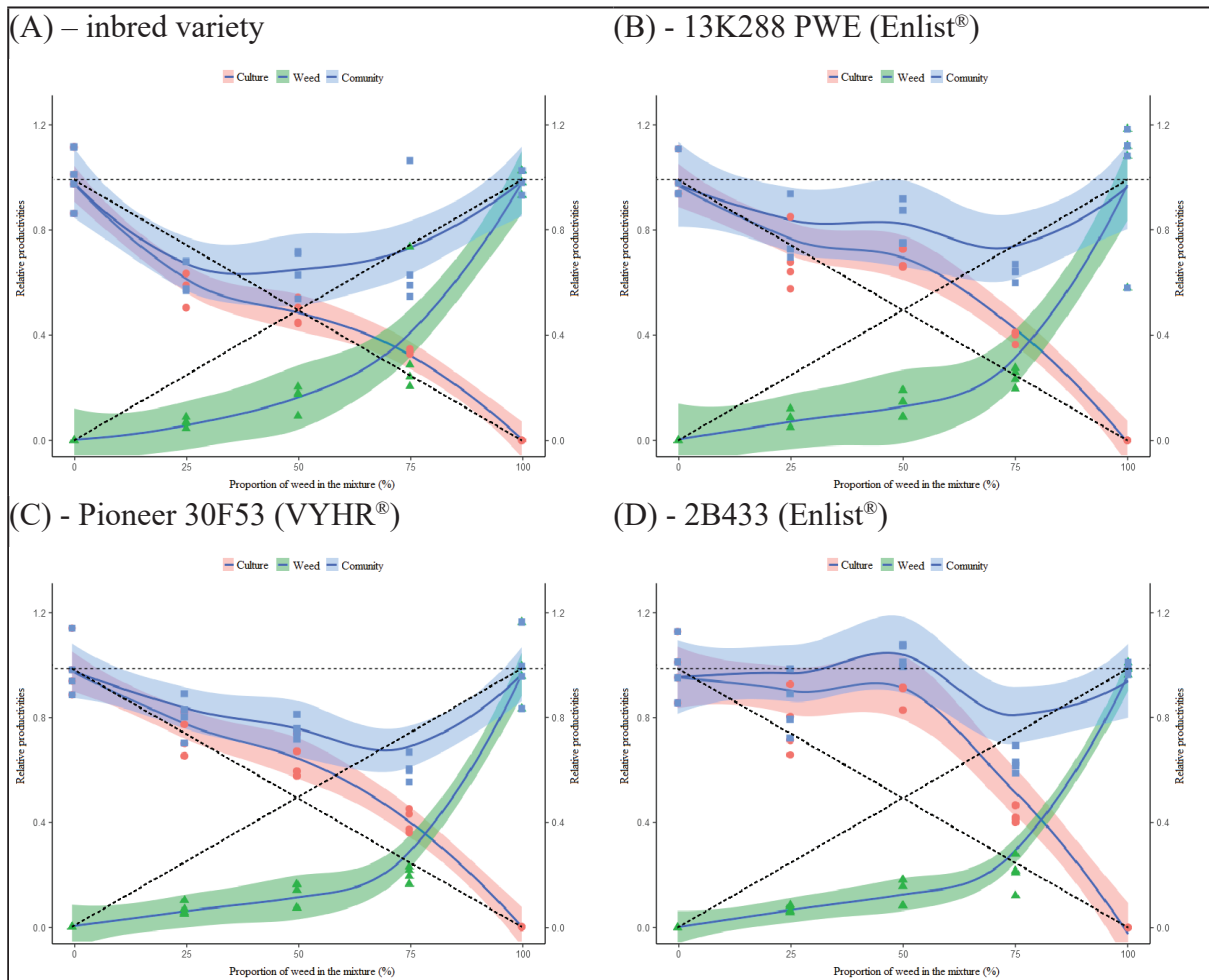 (A) – inbred variety
Culture Weed Comunity
1.2 1.2
0.8 0.8
0.4 0.4
0.0 0.0
Relative productivities
Relative productivities
0 25 50 75 100
Proportion of weed in the mixture (%)
(B) - 13K288 PWE (Enlist®)
Culture Weed Comunity
1.2 1.2
0.8 0.8
0.4 0.4
0.0 0.0
Relative productivities
Relative productivities
0 25 50 75 100
Proportion of weed in the mixture (%)
(C) - Pioneer 30F53 (VYHR®)
Culture Weed Comunity
1.2 1.2
0.8 0.8
0.4 0.4
0.0 0.0
Relative productivities
Relative productivities
0 25 50 75 100
Proportion of weed in the mixture (%)
(D) - 2B433 (Enlist®)
Culture Weed Comunity
1.2 1.2
0.8 0.8
0.4 0.4
0.0 0.0
Relative productivities
Relative productivities
0 25 50 75 100
Proportion of weed in the mixture (%)